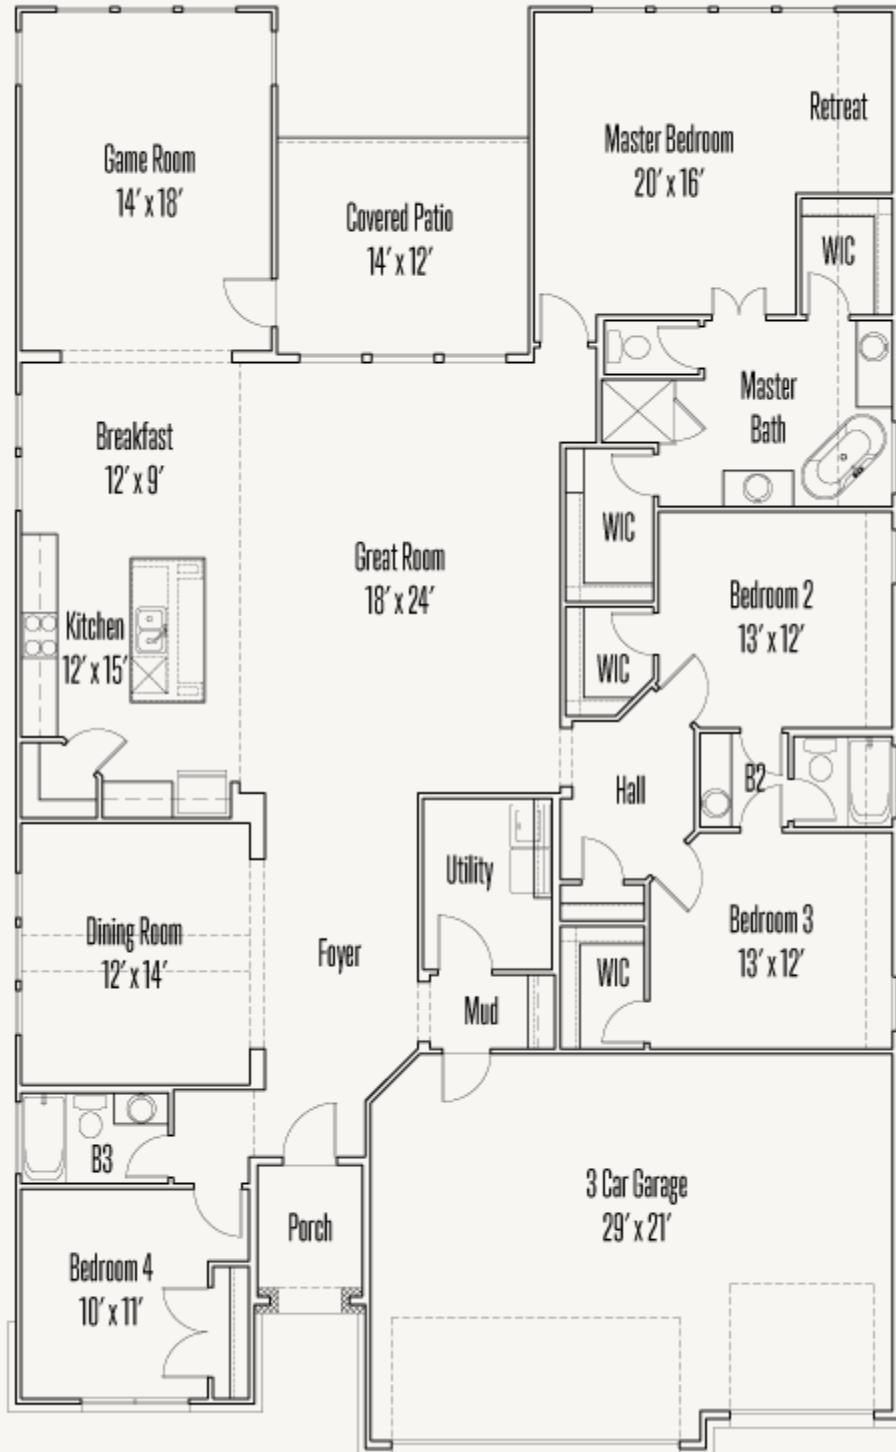 Retreat
Master Bedroom
20′ x 16′
Game Room
14′ x 18′
Covered Patio
14′ x 12′
WIC
Master
Bath
Breakfast
12′ x 9′
WIC
Great Room
18′ x 24′
Bedroom 2
13′ x 12′
Kitchen
12′ x 15′
WIC
B2
Hall
Utility
Bedroom 3
13′ x 12′
Dining Room
12′ x 14′
Foyer
WIC
Mud
B3
3 Car Garage
29′ x 21′
Porch
Bedroom 4
10′ x 11′